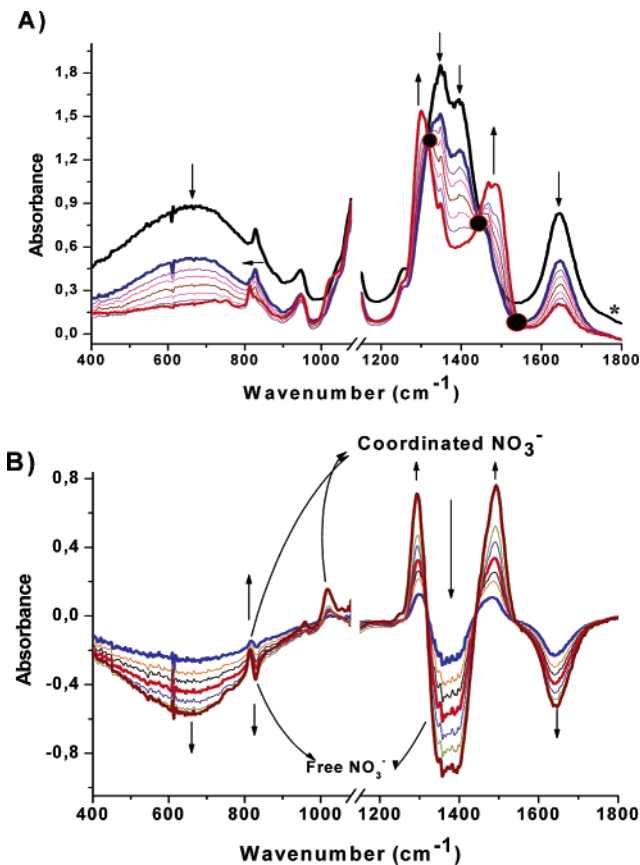 A)
1,8
1,5
1,2
0,9
0,6
0,3
0,0
Absorbance
*
400 600 800 1000 1200 1400 1600 1800
Wavenumber (cm-1)
B)
Coordinated NO3-
0,8
0,4
0,0
-0,4
-0,8
Absorbance
Free NO3-
400 600 800 1000 1200 1400 1600 1800
Wavenumber (cm-1)